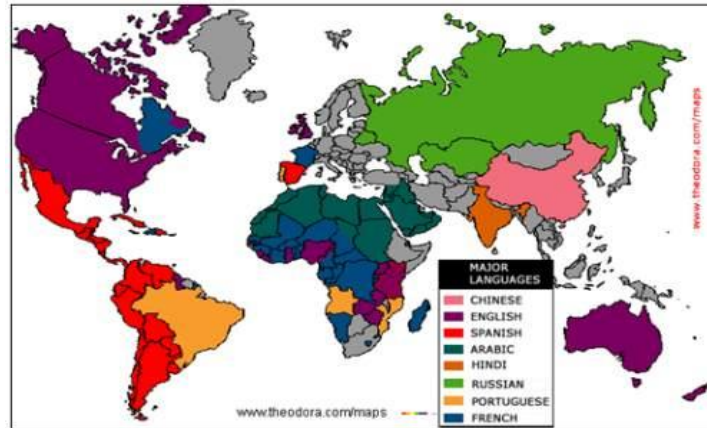 www.theodora.com/maps
MAJOR
LANGUAGES
CHINESE
ENGLISH
SPANISH
ARABIC
HINDI
RUSSIAN
PORTUGUESE
FRENCH
www.theodora.com/maps